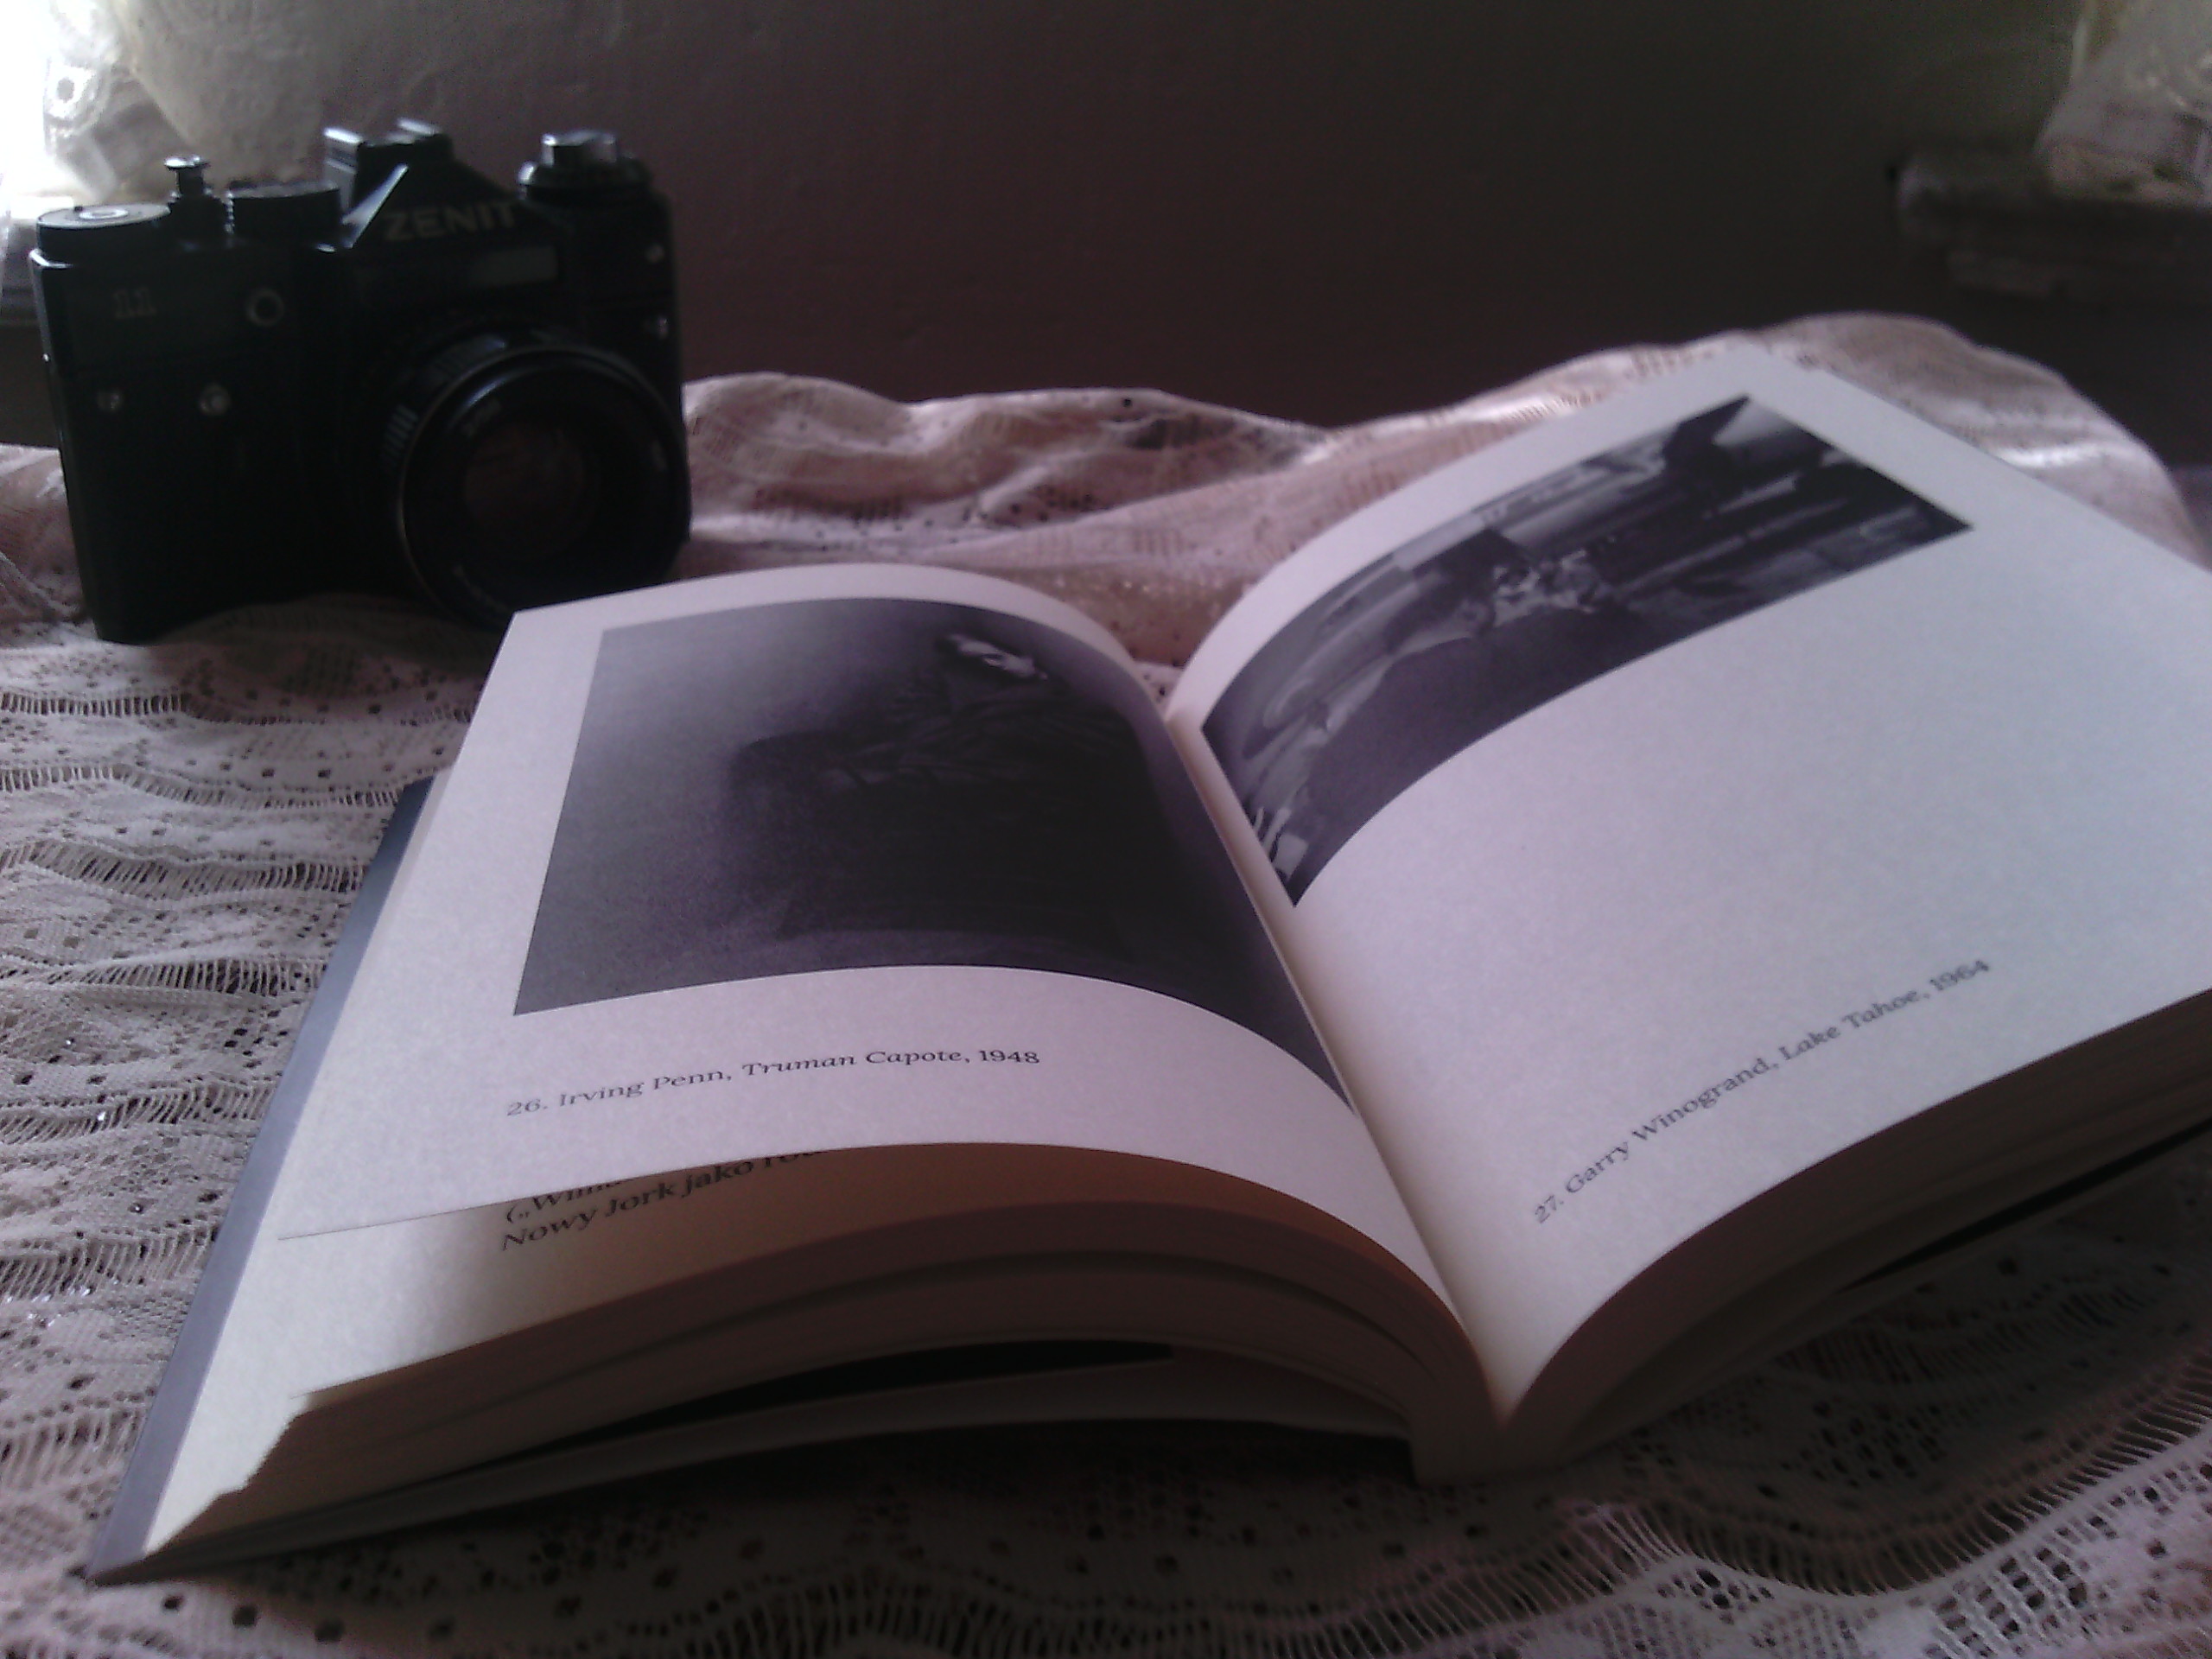 ZENIT
11
26. Irving Penn, Truman Capote, 1948
27. Garry Winogrand, Lake Tahoe, 1964
Nowy Jork jako